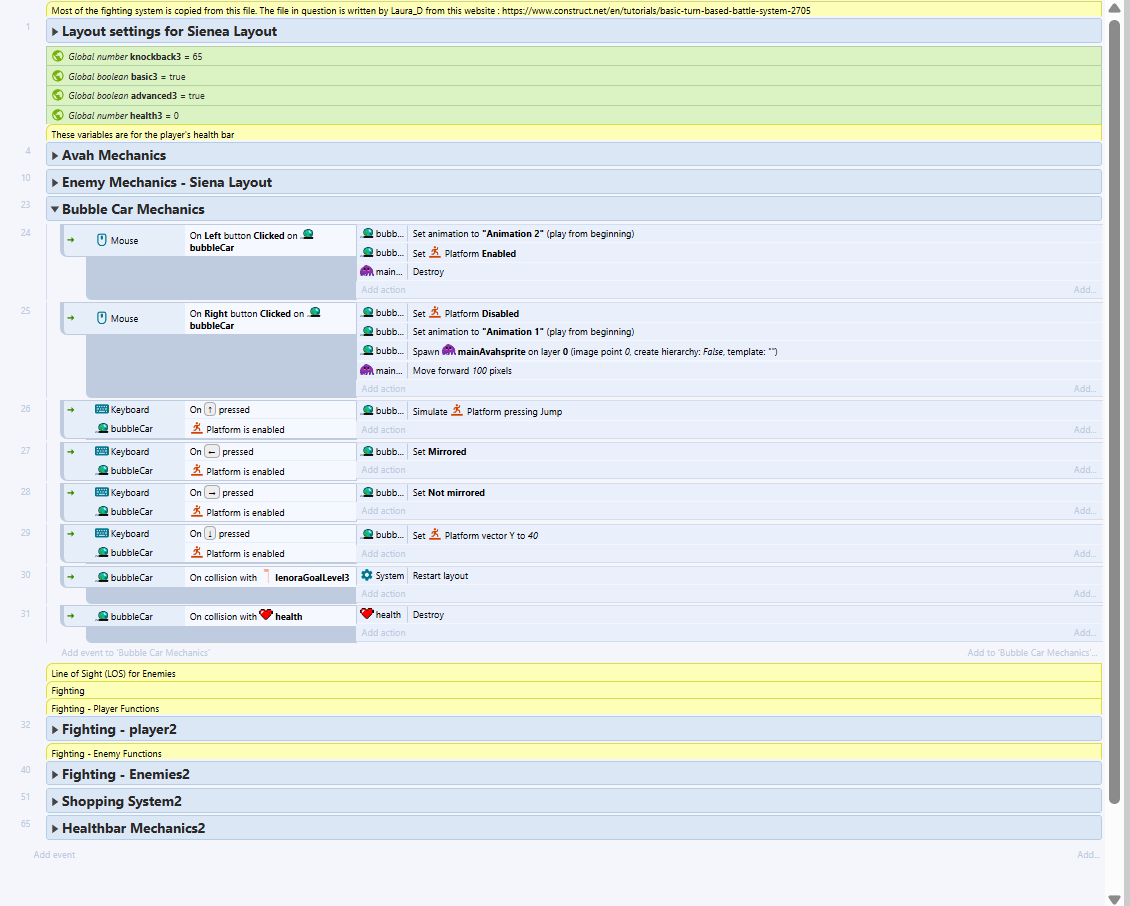 Most of the fighting system is copied from this file. The file in question is written by Laura_D from this website : https://www.construct.net/en/tutorials/basic-turn-based-battle-system-2705
1 Layout settings for Sienea Layout
Global number knockback3 = 65
Global boolean basic3 = true
Global boolean advanced3 = true
Global number health3 = 0
These variables are for the player's health bar
4 Avah Mechanics
10 Enemy Mechanics - Siena Layout
23 Bubble Car Mechanics
24 Mouse On Left button Clicked on bubbleCar
bubb... Set animation to "Animation 2" (play from beginning)
bubb... Set Platform Enabled
main... Destroy
Add action Add...
25 Mouse On Right button Clicked on bubbleCar
bubb... Set Platform Disabled
bubb... Set animation to "Animation 1" (play from beginning)
bubb... Spawn mainAvahsprite on layer 0 (image point 0, create hierarchy: False, template: "")
main... Move forward 100 pixels
Add action Add...
26 Keyboard On ↑ pressed bubb... Simulate Platform pressing Jump
bubbleCar Platform is enabled Add action Add...
27 Keyboard On ← pressed bubb... Set Mirrored
bubbleCar Platform is enabled Add action Add...
28 Keyboard On → pressed bubb... Set Not mirrored
bubbleCar Platform is enabled Add action Add...
29 Keyboard On ↓ pressed bubb... Set Platform vector Y to 40
bubbleCar Platform is enabled Add action Add...
30 bubbleCar On collision with lenoraGoalLevel3 System Restart layout
Add action Add...
31 bubbleCar On collision with health health Destroy
Add action Add...
Add event to 'Bubble Car Mechanics' Add to 'Bubble Car Mechanics'...
Line of Sight (LOS) for Enemies
Fighting
Fighting - Player Functions
32 Fighting - player2
Fighting - Enemy Functions
40 Fighting - Enemies2
51 Shopping System2
65 Healthbar Mechanics2
Add event Add...